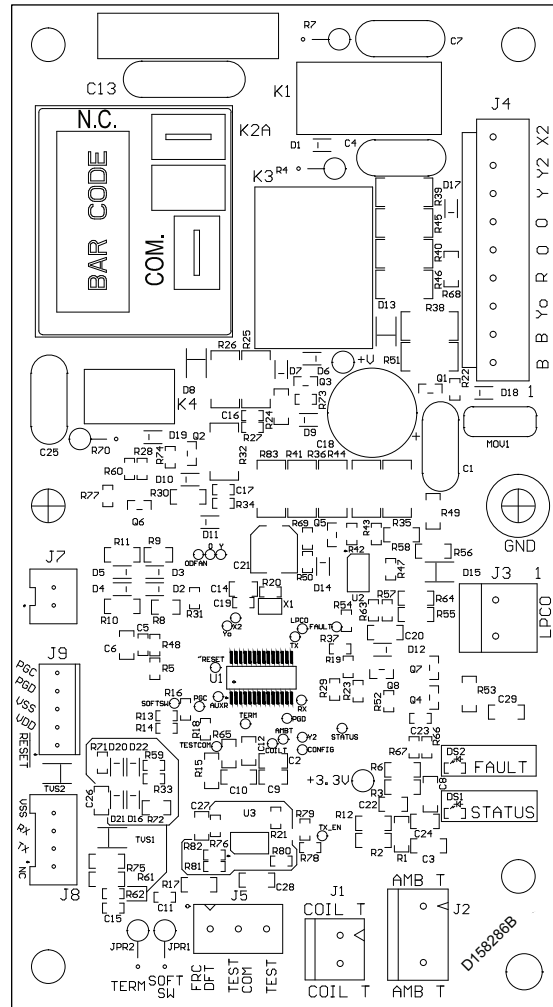 R7
C7
C13
K1
J4
N.C.
K2A
BAR CODE
COM.
D1
C4
R4
K3
X2
Y2
Y
O
O
R
Yo
B
B
1
R39
D17
R45
R40
R46
R68
D13
R38
R51
R26
R25
D8
D7
D6
Q3
+V
R73
R22
Q1
D18
K4
C16
R27
R24
D9
C18
+
MOV1
C25
R70
D19
Q2
R28
R74
R60
D10
R32
R83
R41
R36
R44
C1
R77
R30
C17
R34
Q6
D11
GND
R69
Q5
R43
R35
R49
R11
R9
ODFAN
O
Y
C21
R50
D14
R42
R58
R56
J7
D5
D3
D4
D2
R10
R8
R31
C14
C19
R20
X1
U2
R47
D15
J3
1
LPCO
R64
R55
R54
R63
R57
Yo
X2
LPCO
FAULT
TX
C5
R48
C6
R5
R37
R19
C20
D12
J9
PGC
PGD
VSS
VDD
RESET
~RESET
U1
R29
R23
Q8
Q7
R52
Q4
R53
C29
R16
SOFTSW
PGC
AUXR
R13
R14
R18
TERM
RX
PGD
TESTCOM
R65
C12
AMBT
Y2
COILT
CONFIG
STATUS
R67
R66
DS2
FAULT
TVS2
R71
D20
D22
R59
R15
C10
C2
C9
+3.3V
R6
R3
C8
C23
C22
DS1
STATUS
C26
R33
D21
D16
R72
TVS1
C27
U3
R21
R79
TX_EN
R12
R2
R1
C24
C3
VSS
RX
TX
NC
J8
R75
R61
R82
R76
R81
R80
R78
R62
C15
R17
C11
J5
C28
J1
COIL T
AMB T
J2
JPR2
JPR1
TERM
SOFT SW
FRC DFT
TEST COM
TEST
COIL T
AMB T
D158286B